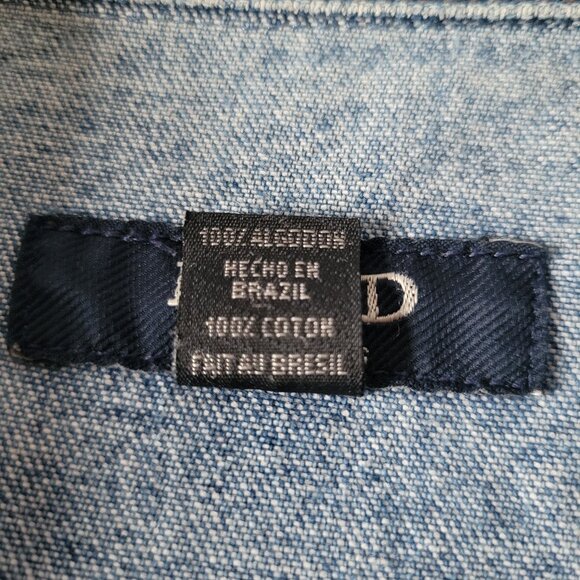 100% ALGODON
HECHO EN
BRAZIL
100% COTON
FAIT AU BRESIL
D